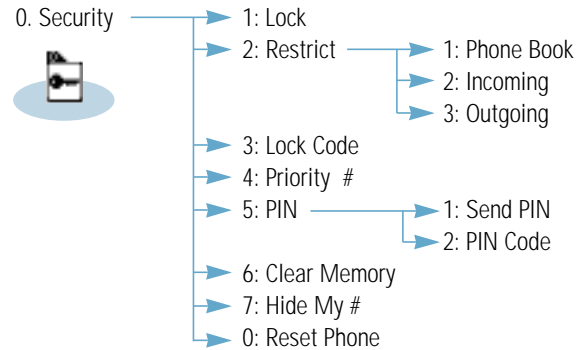 0. Security
1: Lock
2: Restrict
1: Phone Book
2: Incoming
3: Outgoing
3: Lock Code
4: Priority #
5: PIN
1: Send PIN
2: PIN Code
6: Clear Memory
7: Hide My #
0: Reset Phone